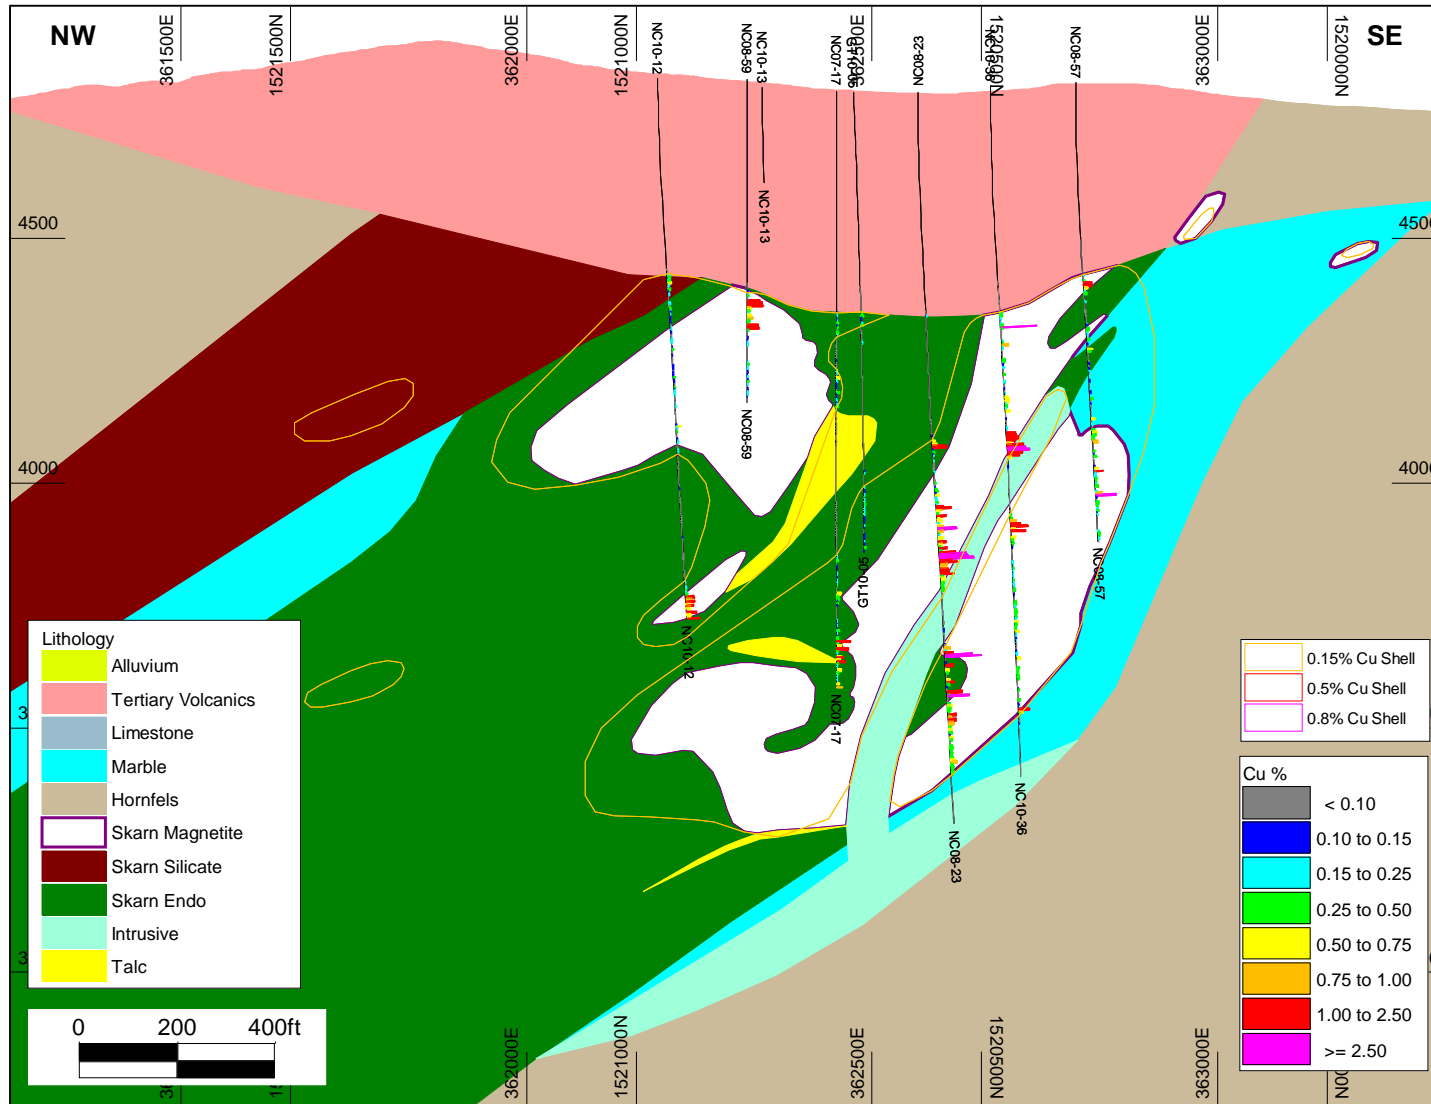 NW
SE
361500E
1521500N
362000E
1521000N
362500E
1520500N
363000E
1520000N
NC10-12
NC08-59
NC10-13
NC07-17
NC08-23
NC08-57
4500
4500
NC10-13
4000
4000
NC08-59
GT10-05
NC08-57
NC10-12
NC07-17
NC10-36
NC08-23
Lithology
Alluvium
Tertiary Volcanics
Limestone
Marble
Hornfels
Skarn Magnetite
Skarn Silicate
Skarn Endo
Intrusive
Talc
0.15% Cu Shell
0.5% Cu Shell
0.8% Cu Shell
Cu %
< 0.10
0.10 to 0.15
0.15 to 0.25
0.25 to 0.50
0.50 to 0.75
0.75 to 1.00
1.00 to 2.50
>= 2.50
0 200 400ft
362000E
1521000N
362500E
1520500N
363000E